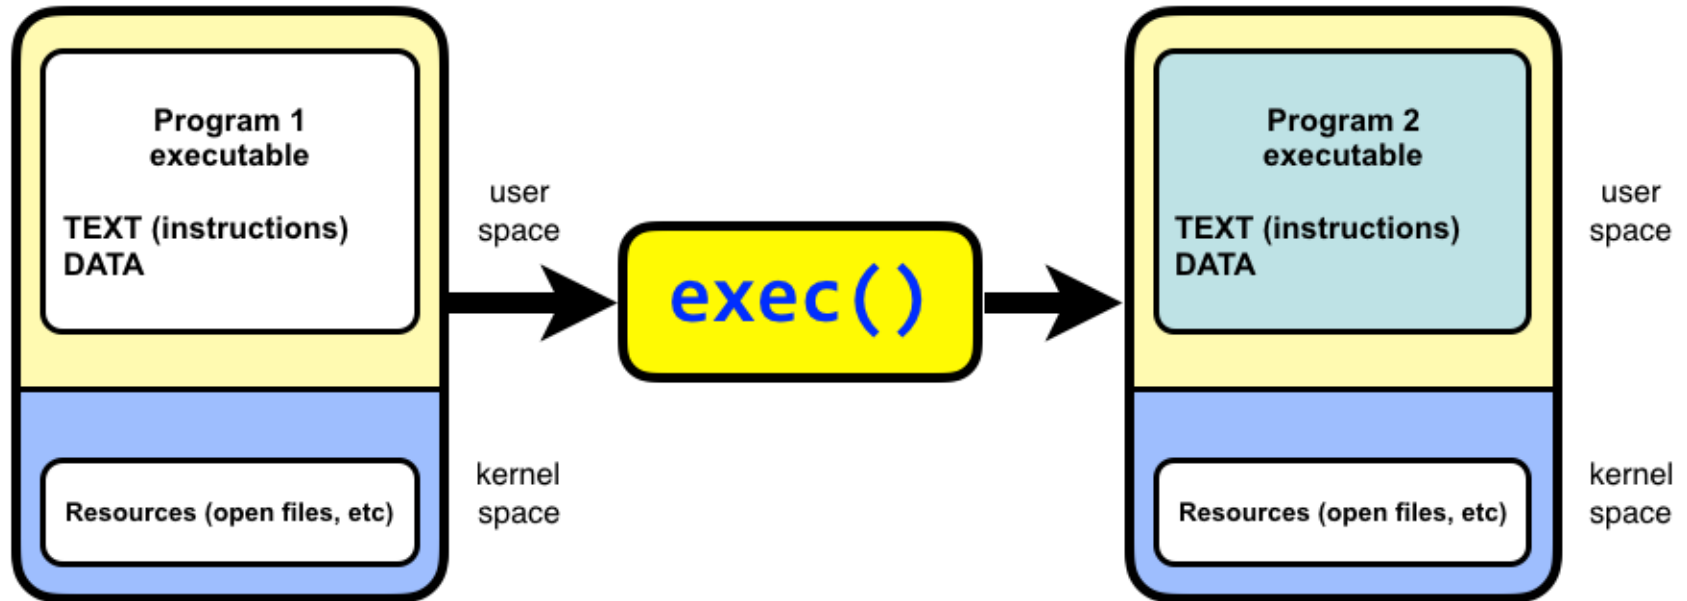 Program 1
executable
TEXT (instructions)
DATA
user
space
Resources (open files, etc)
kernel
space
exec()
Program 2
executable
TEXT (instructions)
DATA
user
space
Resources (open files, etc)
kernel
space